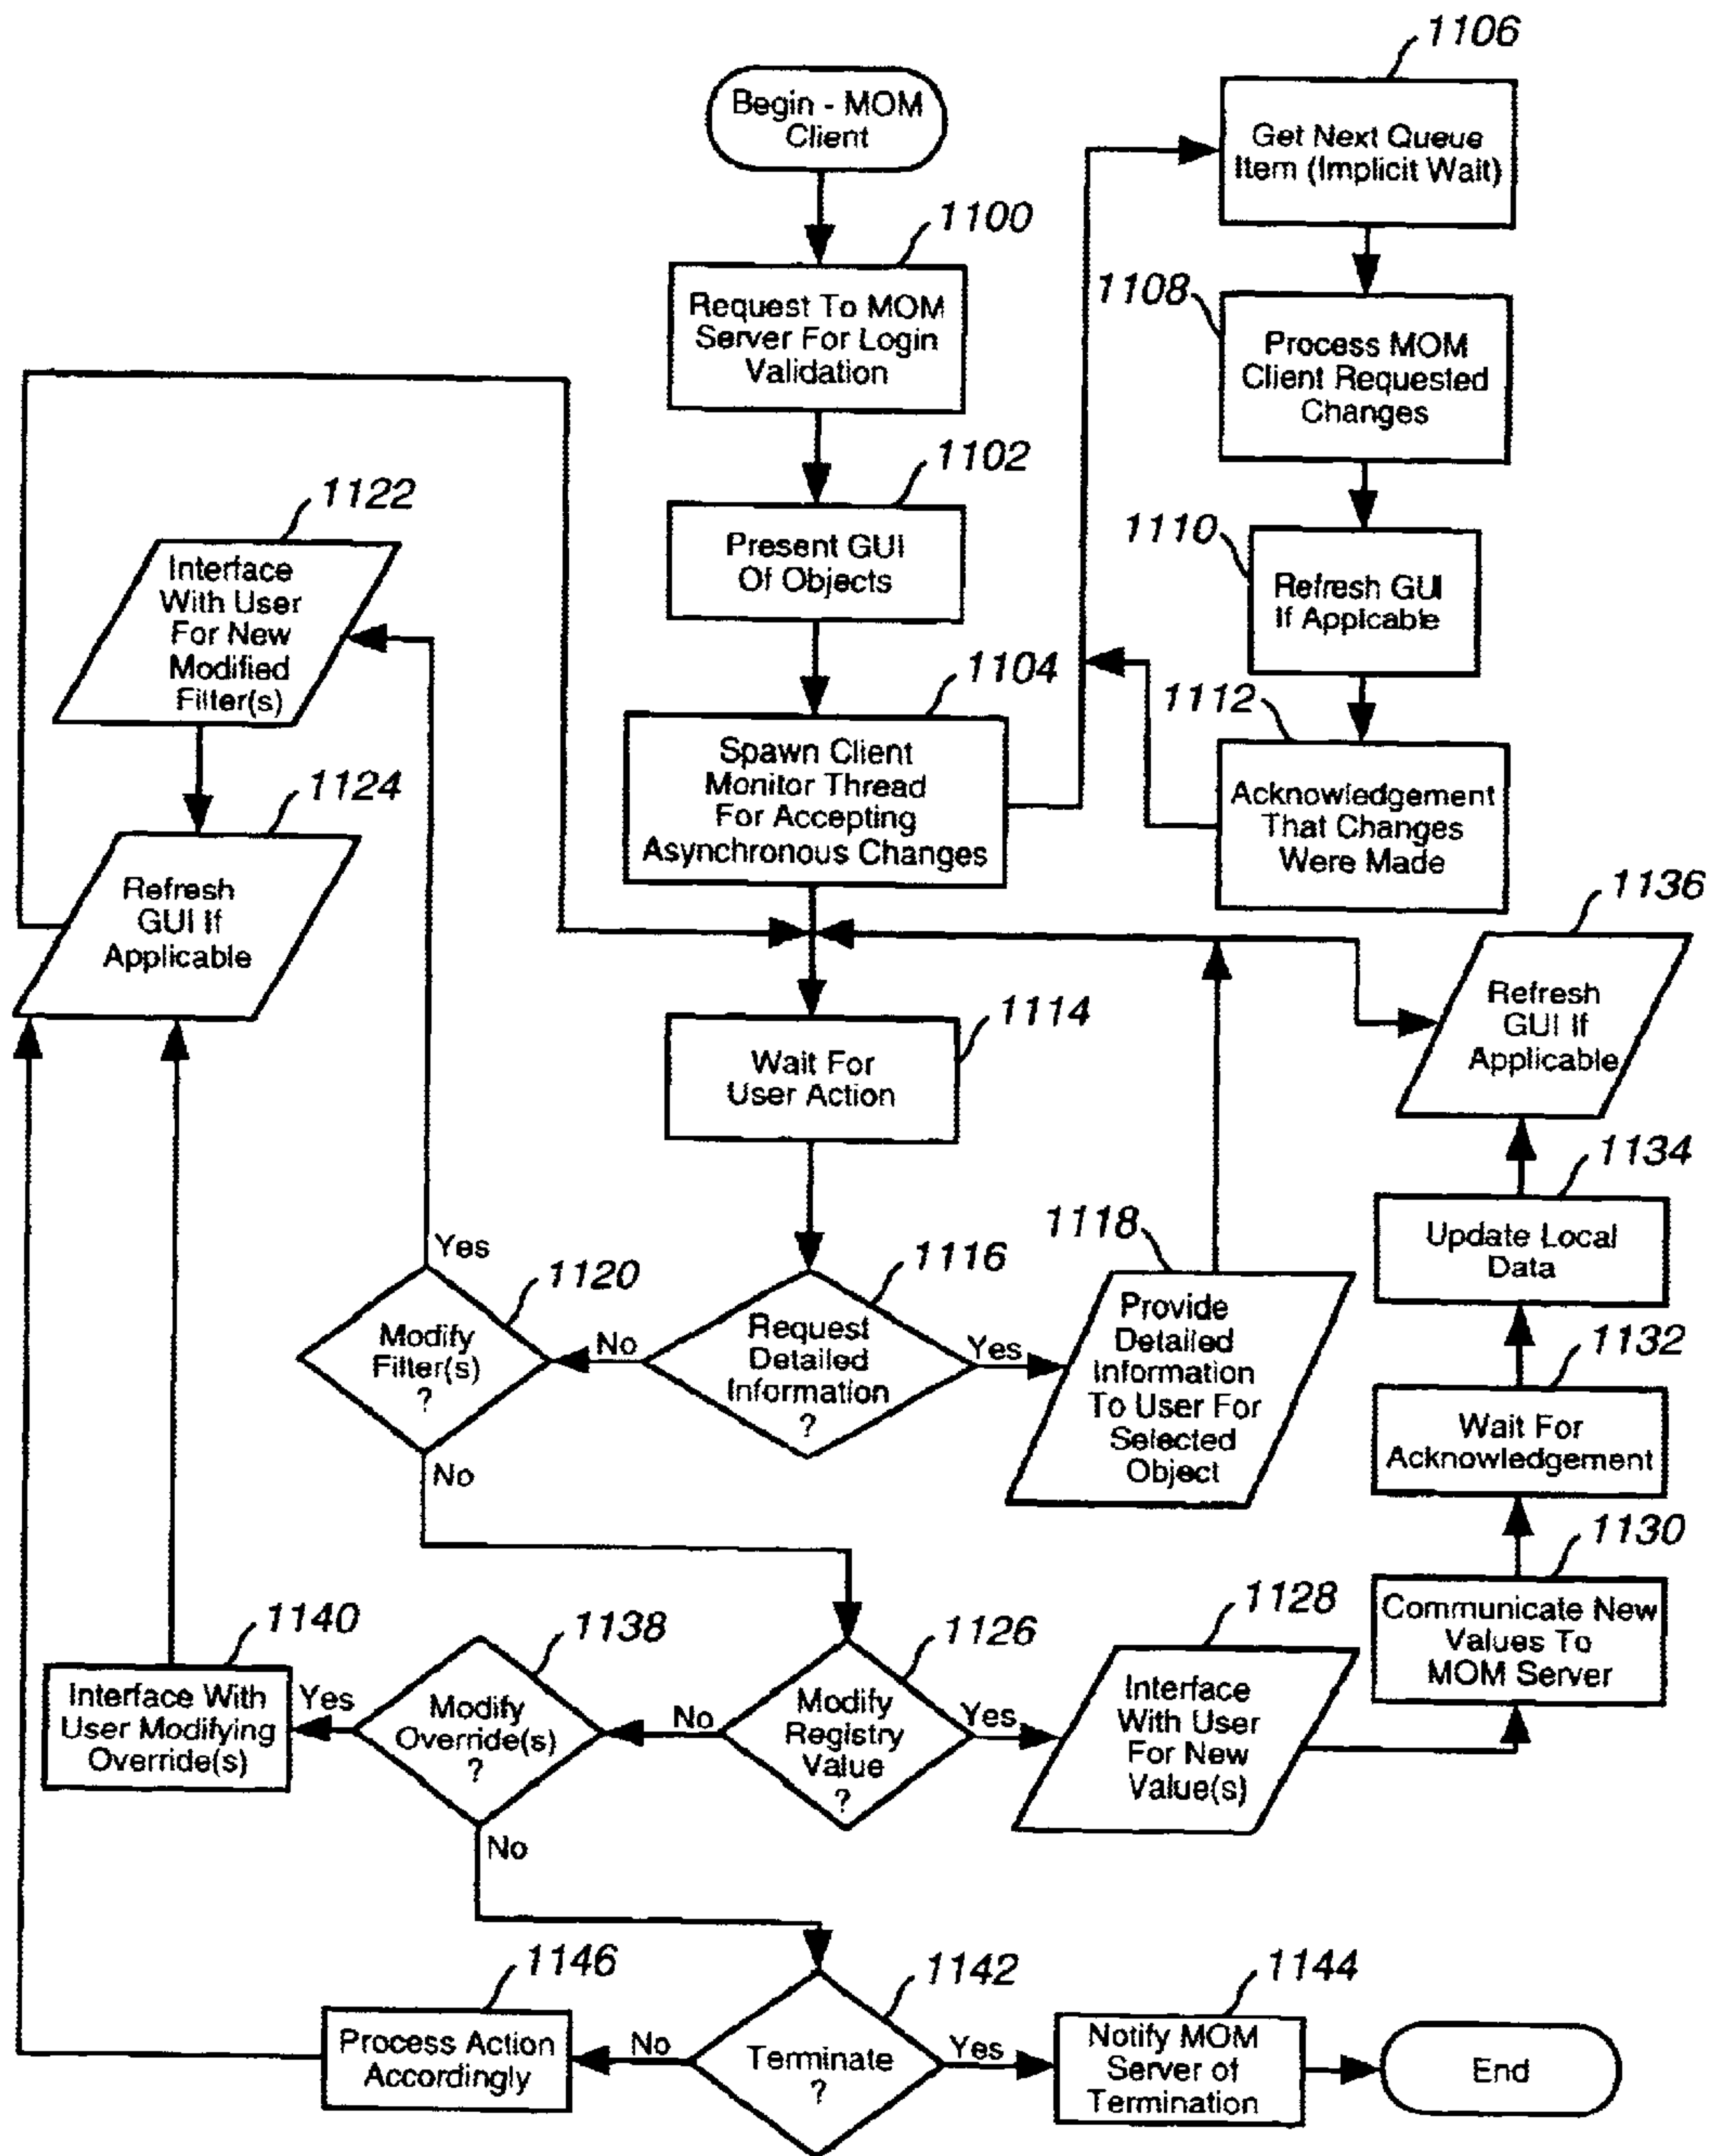 Begin - MOM
Client
1100
Request To MOM
Server For Login
Validation
1102
Present GUI
Of Objects
1104
Spawn Client
Monitor Thread
For Accepting
Asynchronous Changes
1106
Get Next Queue
Item (Implicit Wait)
1108
Process MOM
Client Requested
Changes
1110
Refresh GUI
If Applicable
1112
Acknowledgement
That Changes
Were Made
1122
Interface
With User
For New
Modified
Filter(s)
1124
Refresh
GUI If
Applicable
1114
Wait For
User Action
1136
Refresh
GUI If
Applicable
1134
Update Local
Data
1132
Wait For
Acknowledgement
1130
Communicate New
Values To
MOM Server
1116
Request
Detailed
Information
?
Yes
No
1118
Provide
Detailed
Information
To User For
Selected
Object
1120
Modify
Filter(s)
?
Yes
No
1126
Modify
Registry
Value
?
Yes
No
1128
Interface
With User
For New
Value(s)
1138
Modify
Override(s)
?
Yes
No
1140
Interface With
User Modifying
Override(s)
1142
Terminate
?
Yes
No
1144
Notify MOM
Server of
Termination
End
1146
Process Action
Accordingly